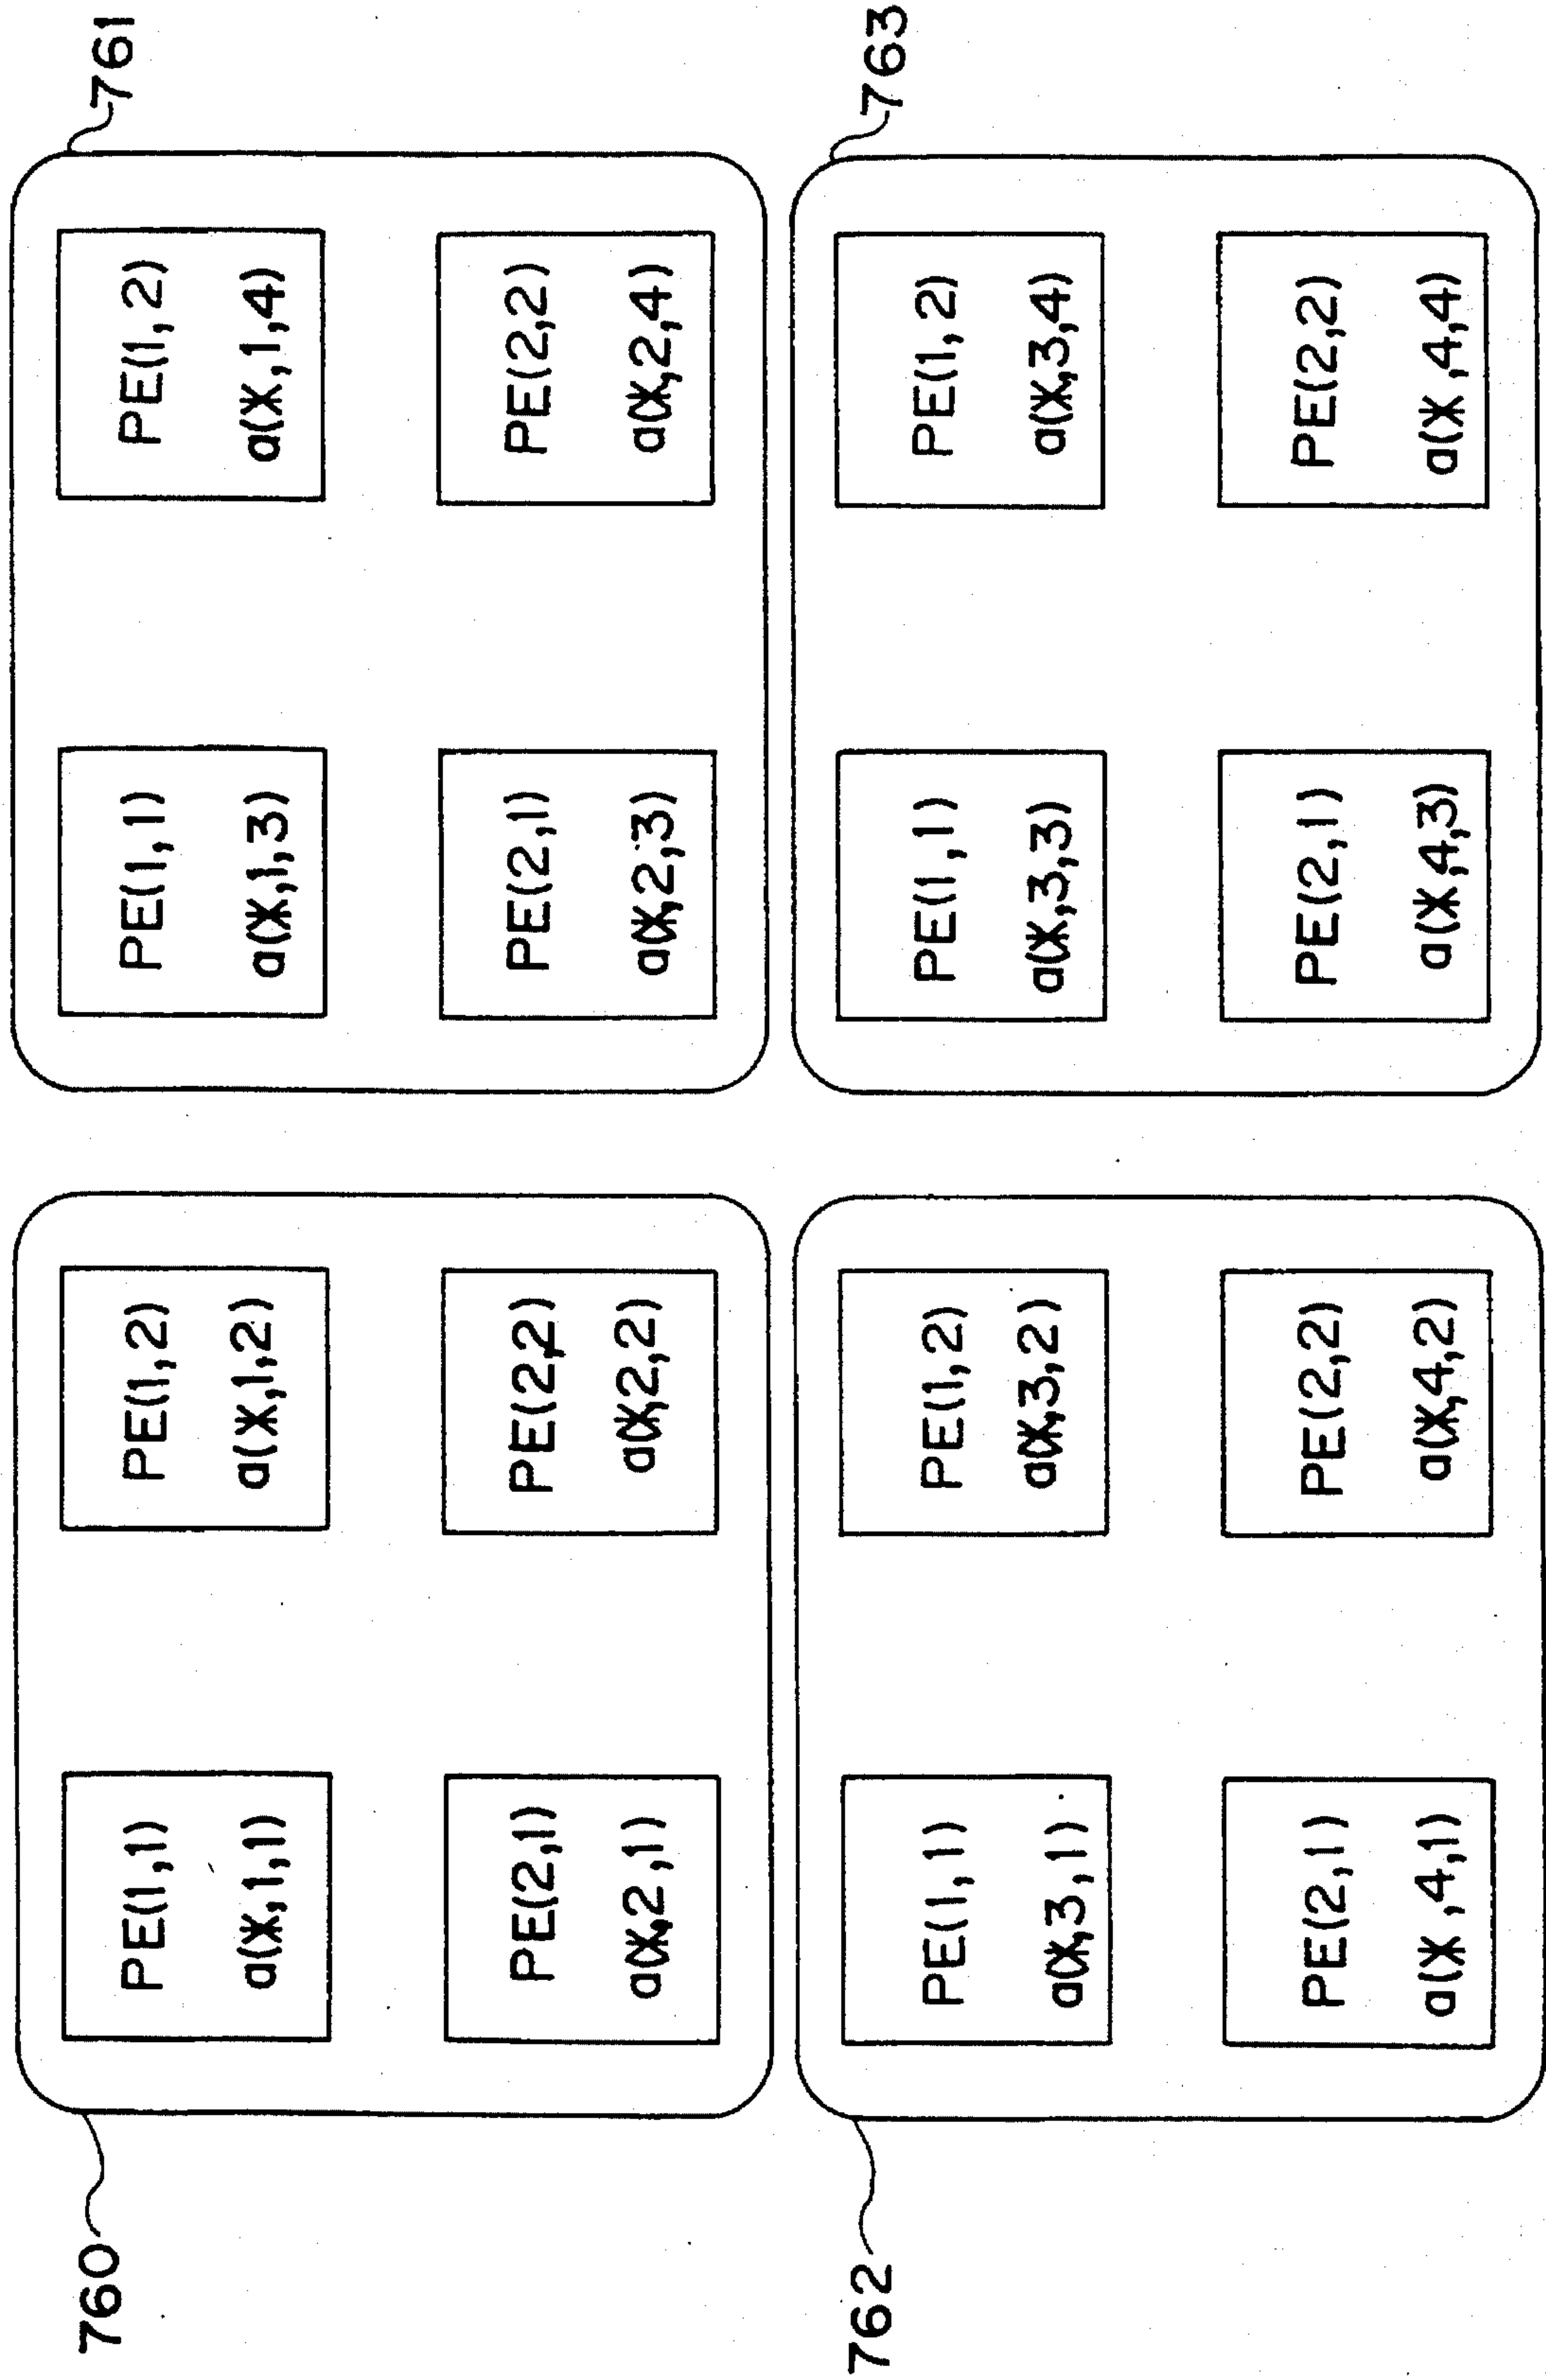 760
PE(1,1)
a(*,1,1)
PE(1,2)
a(*,1,2)
PE(2,1)
a(*,2,1)
PE(2,2)
a(*,2,2)
761
PE(1,1)
a(*,1,3)
PE(1,2)
a(*,1,4)
PE(2,1)
a(*,2,3)
PE(2,2)
a(*,2,4)
762
PE(1,1)
a(*,3,1)
PE(1,2)
a(*,3,2)
PE(2,1)
a(*,4,1)
PE(2,2)
a(*,4,2)
763
PE(1,1)
a(*,3,3)
PE(1,2)
a(*,3,4)
PE(2,1)
a(*,4,3)
PE(2,2)
a(*,4,4)